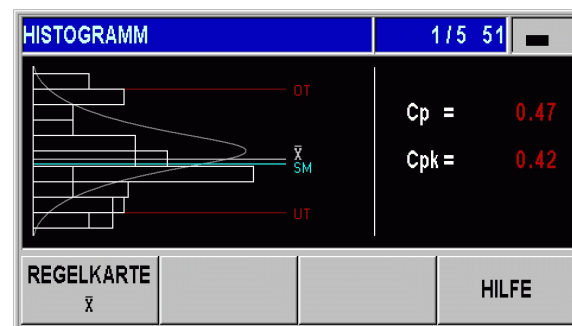 HISTOGRAMM 1/5 51
OT
Cp = 0.47
X̅
SM
Cpk = 0.42
UT
REGELKARTE
X̅
HILFE